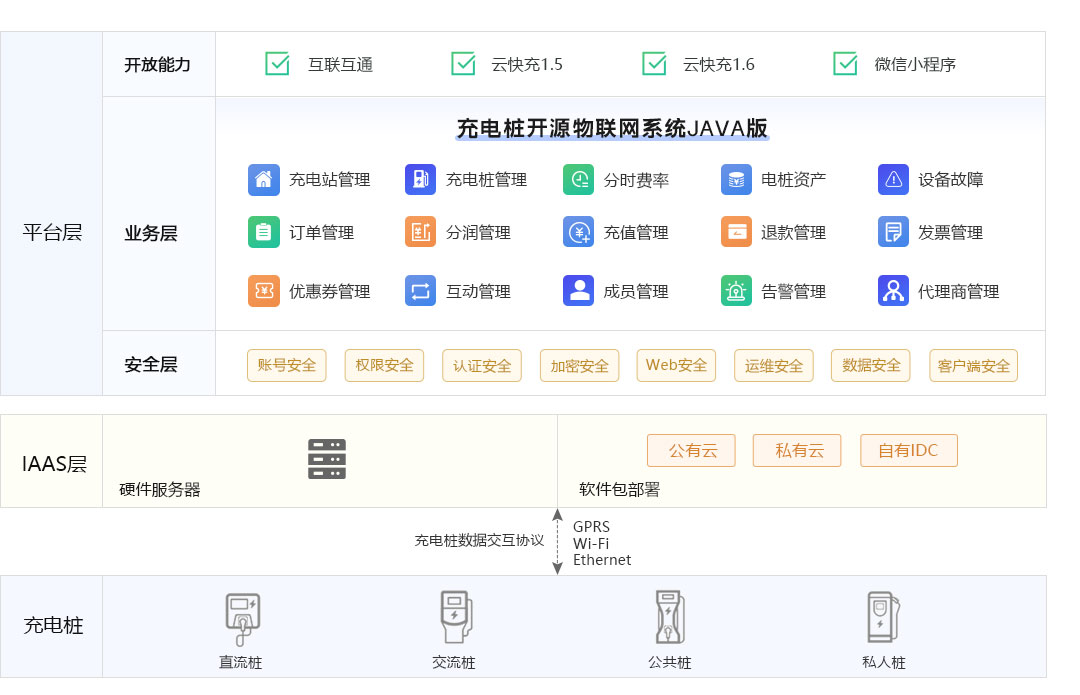 平台层
开放能力
互联互通 云快充1.5 云快充1.6 微信小程序
业务层
充电桩开源物联网系统JAVA版
充电站管理 充电桩管理 分时费率 电桩资产 设备故障
订单管理 分润管理 充值管理 退款管理 发票管理
优惠券管理 互动管理 成员管理 告警管理 代理商管理
安全层
账号安全 权限安全 认证安全 加密安全 Web安全 运维安全 数据安全 客户端安全
IAAS层
硬件服务器
公有云 私有云 自有IDC
软件包部署
充电桩数据交互协议
GPRS
Wi-Fi
Ethernet
充电桩
直流桩 交流桩 公共桩 私人桩